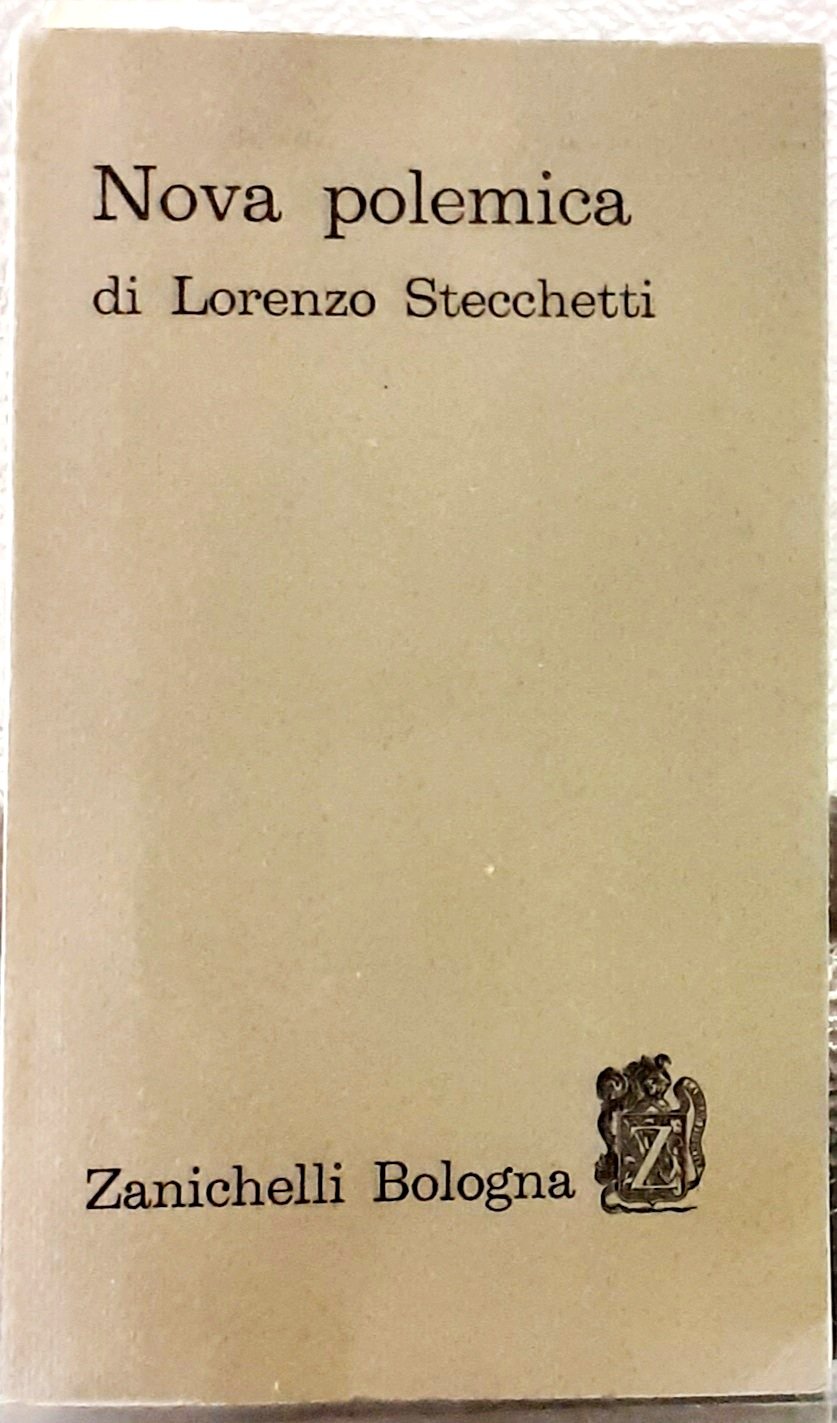 Nova polemica
di Lorenzo Stecchetti
Zanichelli Bologna
Z